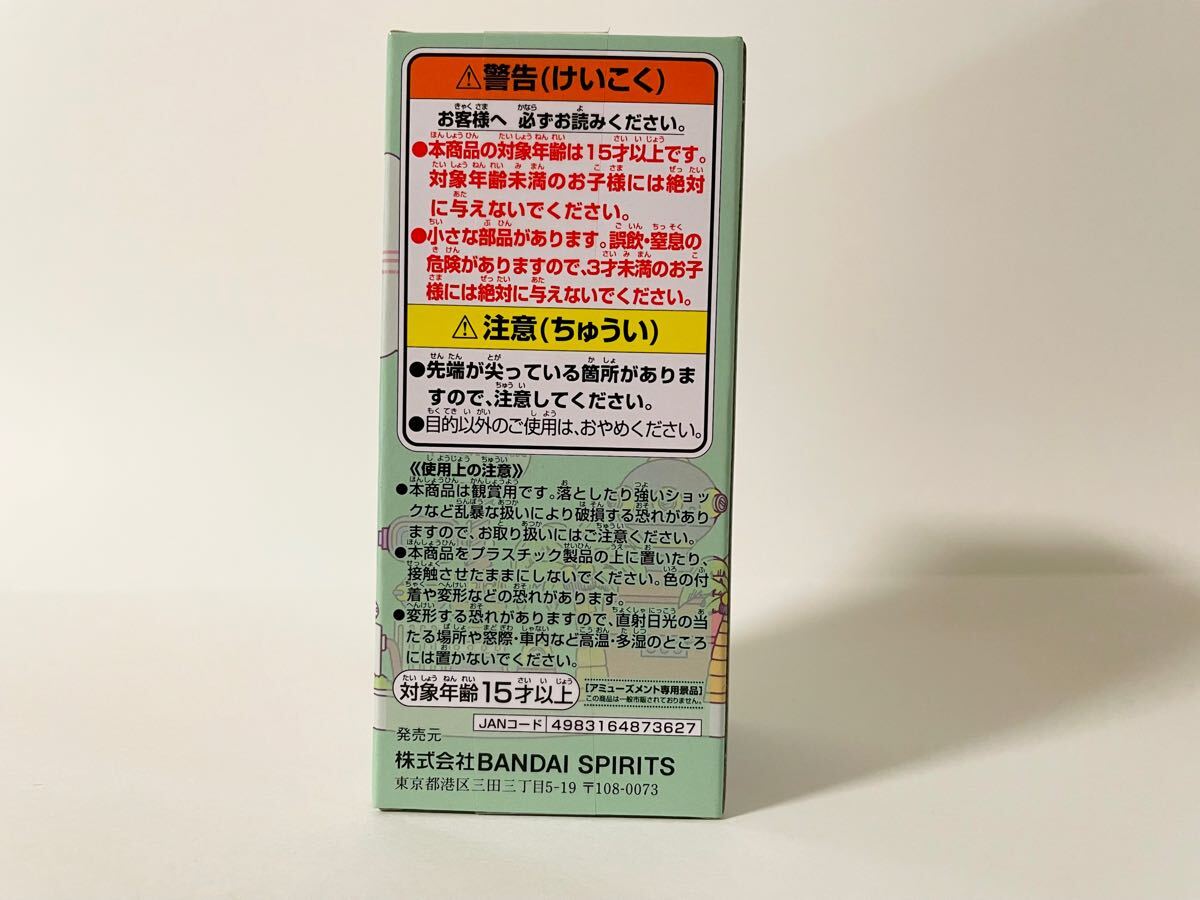 ⚠警告(けいこく)
お客様へ 必ずお読みください。
●本商品の対象年齢は15才以上です。
対象年齢未満のお子様には絶対
に与えないでください。
●小さな部品があります。誤飲・窒息の
危険がありますので、3才未満のお子
様には絶対に与えないでください。
⚠注意(ちゅうい)
●先端が尖っている箇所がありま
すので、注意してください。
●目的以外のご使用は、おやめください。
《使用上の注意》
●本商品は観賞用です。落としたり強いショッ
クなど乱暴な扱いにより破損する恐れがあり
ますので、お取り扱いにはご注意ください。
●本商品をプラスチック製品の上に置いたり、
接触させたままにしないでください。色の付
着や変形などの恐れがあります。
●変形する恐れがありますので、直射日光の当
たる場所や窓際・車内など高温・多湿のところ
には置かないでください。
対象年齢15才以上
[アミューズメント専用景品]
この商品は一般市販されておりません。
JANコード 4983164873627
発売元
株式会社BANDAI SPIRITS
東京都港区三田三丁目5-19 〒108-0073